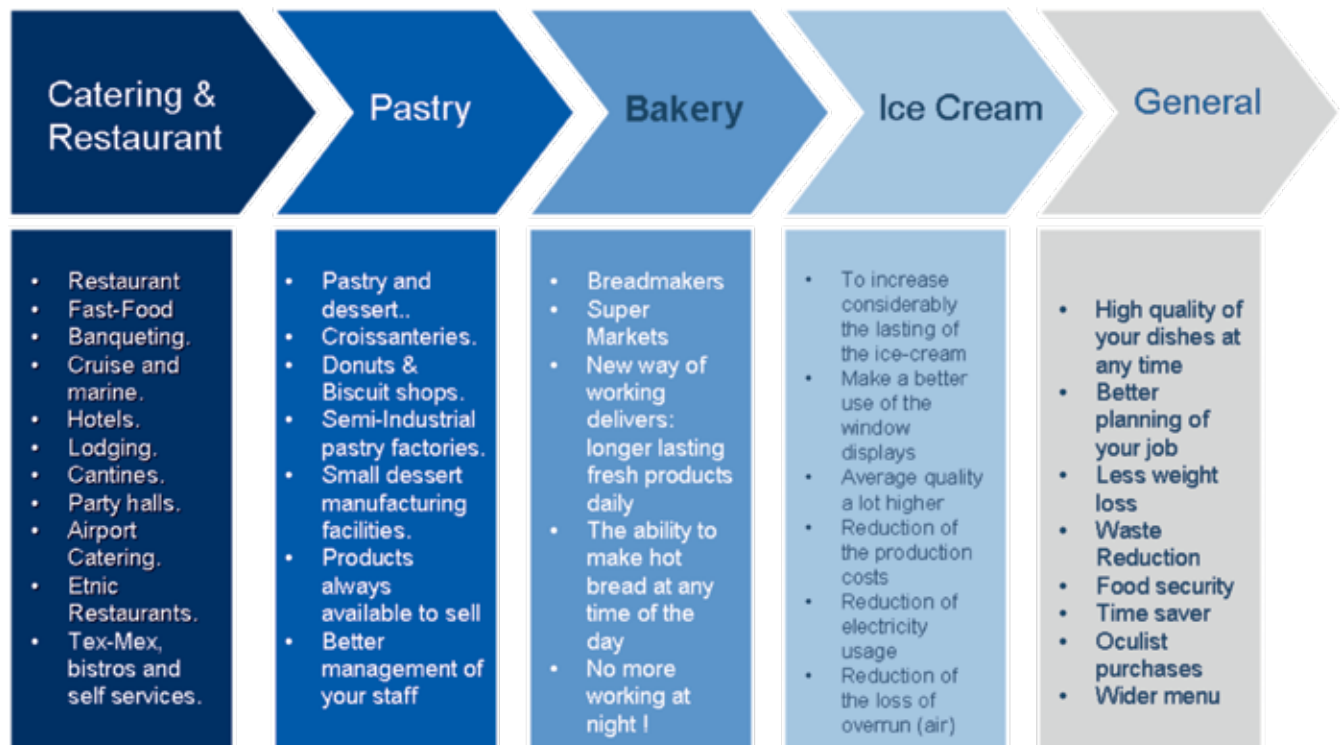 Catering &
Restaurant
Pastry
Bakery
Ice Cream
General
• Restaurant
• Fast-Food
• Banqueting.
• Cruise and
marine.
• Hotels.
• Lodging.
• Cantines.
• Party halls.
• Airport
Catering.
• Etnic
Restaurants.
• Tex-Mex,
bistros and
self services.
• Pastry and
dessert..
• Croissanteries.
• Donuts &
Biscuit shops.
• Semi-Industrial
pastry factories.
• Small dessert
manufacturing
facilities.
• Products
always
available to sell
• Better
management of
your staff
• Breadmakers
• Super
Markets
• New way of
working
delivers:
longer lasting
fresh products
daily
• The ability to
make hot
bread at any
time of the
day
• No more
working at
night !
• To increase
considerably
the lasting of
the ice-cream
• Make a better
use of the
window
displays
• Average quality
a lot higher
• Reduction of
the production
costs
• Reduction of
electricity
usage
• Reduction of
the loss of
overrun (air)
• High quality of
your dishes at
any time
• Better
planning of
your job
• Less weight
loss
• Waste
Reduction
• Food security
• Time saver
• Oculist
purchases
• Wider menu